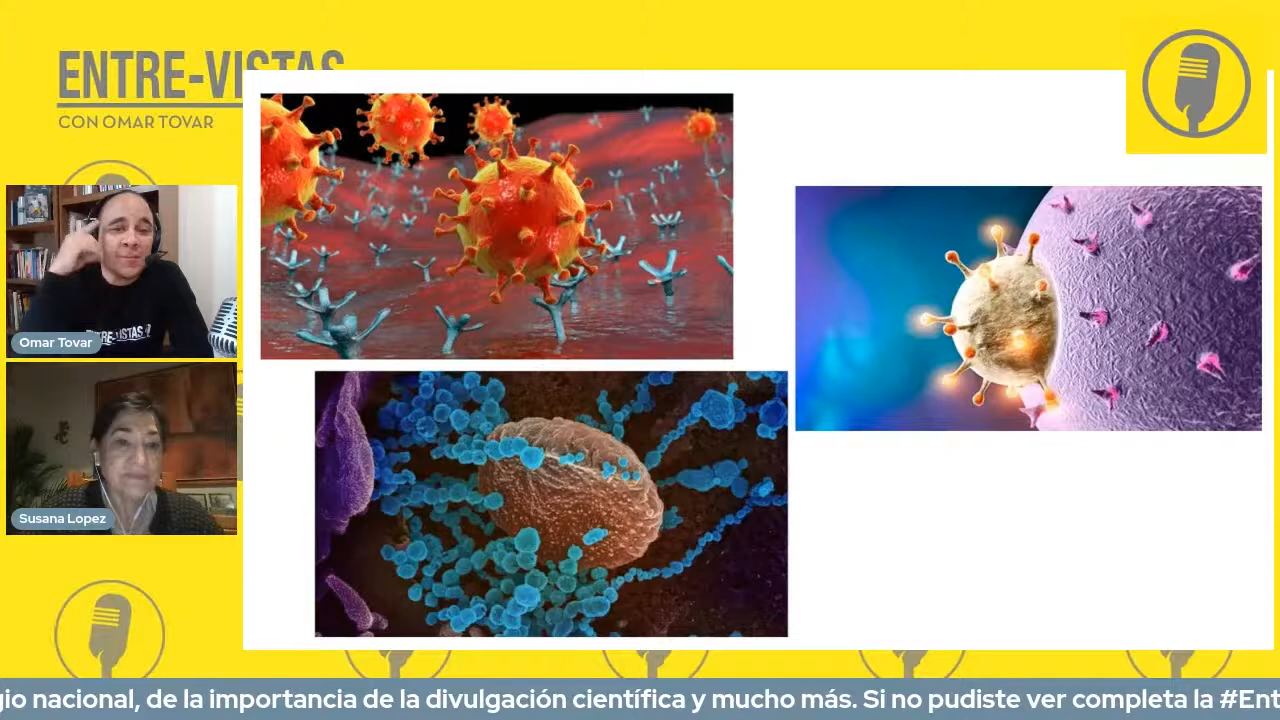 ENTRE-VISTAS
CON OMAR TOVAR
ENTRE-VISTAS
Omar Tovar
Susana Lopez
gio nacional, de la importancia de la divulgación científica y mucho más. Si no pudiste ver completa la #Ent